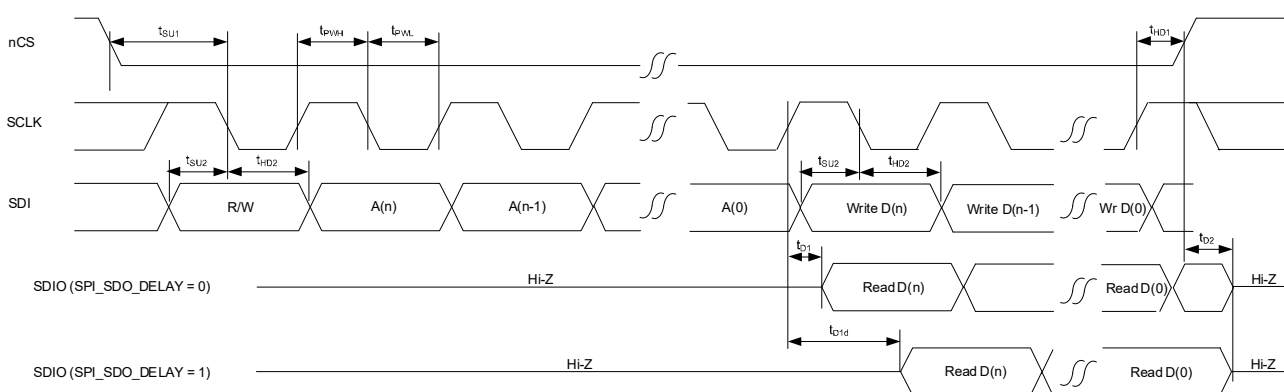 nCS
tSU1
tPWH
tPWL
tHD1
SCLK
tSU2
tHD2
tSU2
tHD2
SDI
R/W
A(n)
A(n-1)
A(0)
Write D(n)
Write D(n-1)
Wr D(0)
tD1
tD2
SDIO (SPI_SDO_DELAY = 0)
Hi-Z
Read D(n)
Read D(0)
Hi-Z
tD1d
SDIO (SPI_SDO_DELAY = 1)
Hi-Z
Read D(n)
Read D(0)
Hi-Z